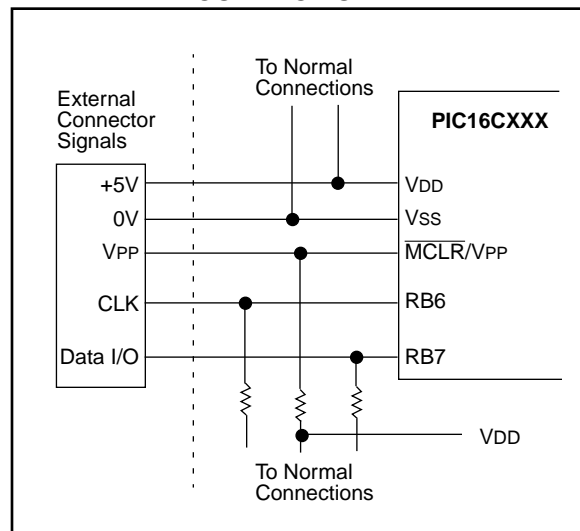 To Normal
Connections
External
Connector
Signals
PIC16CXXX
+5V
VDD
0V
VSS
VPP
MCLR/VPP
CLK
RB6
Data I/O
RB7
VDD
To Normal
Connections